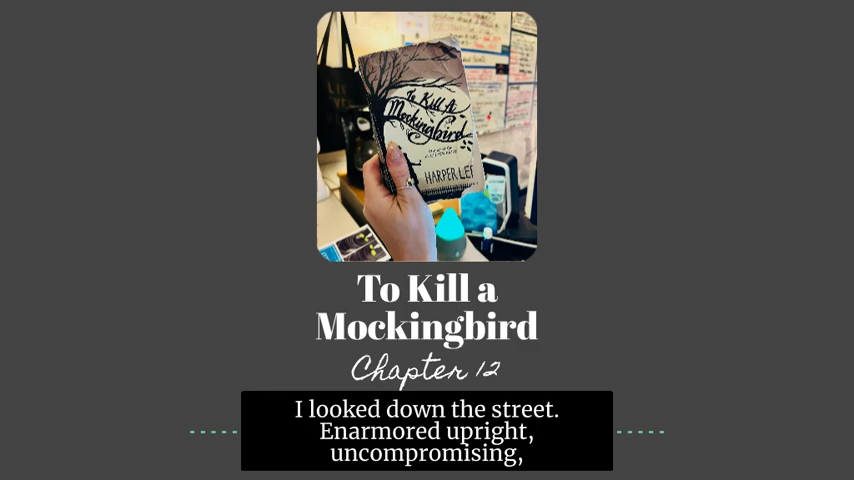 To Kill A
Mockingbird
HARPER LEE
To Kill a
Mockingbird
Chapter 12
I looked down the street.
Enarmored upright,
uncompromising,